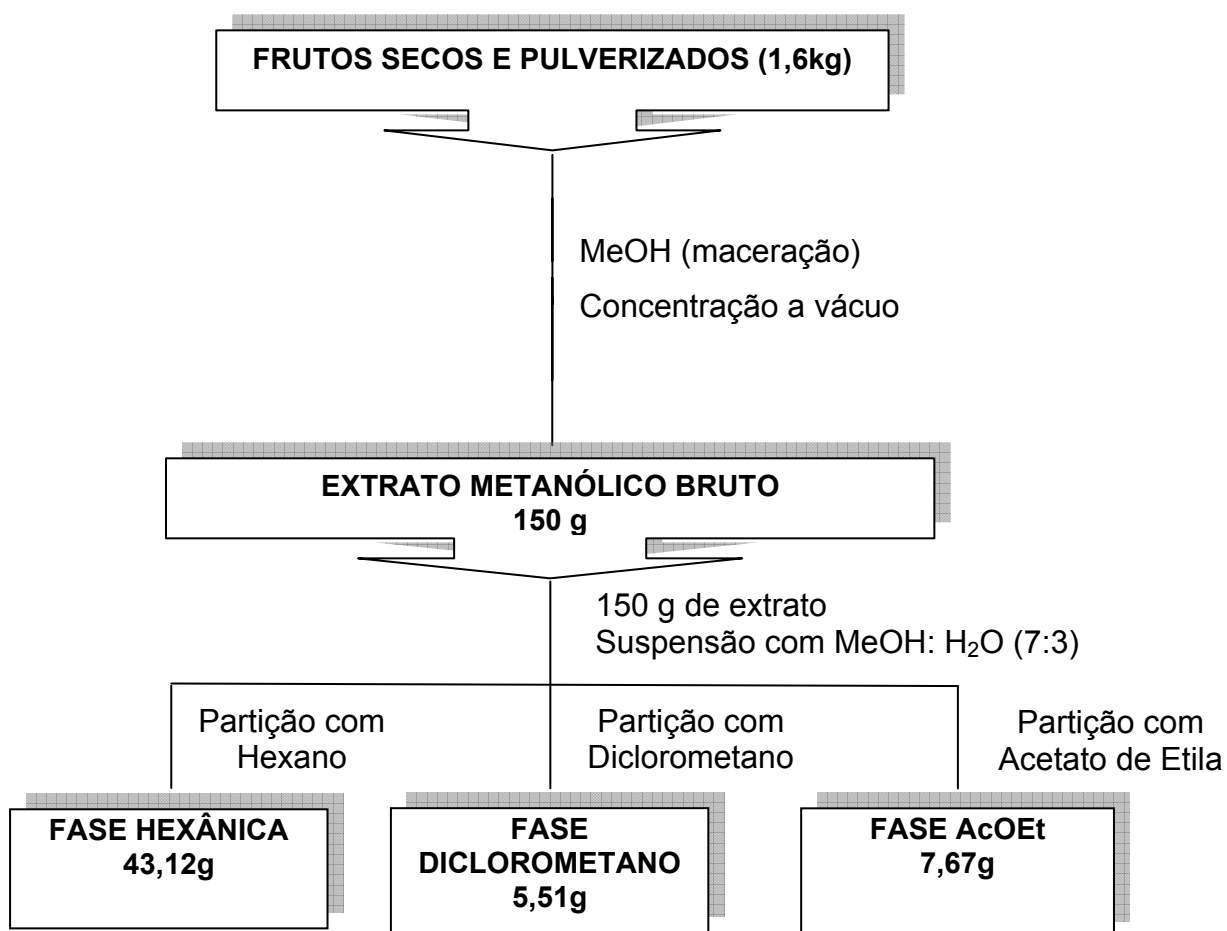 FRUTOS SECOS E PULVERIZADOS (1,6kg)
MeOH (maceração)
Concentração a vácuo
EXTRATO METANÓLICO BRUTO
150 g
150 g de extrato
Suspensão com MeOH: H₂O (7:3)
Partição com
Hexano
Partição com
Diclorometano
Partição com
Acetato de Etila
FASE HEXÂNICA
43,12g
FASE
DICLOROMETANO
5,51g
FASE AcOEt
7,67g